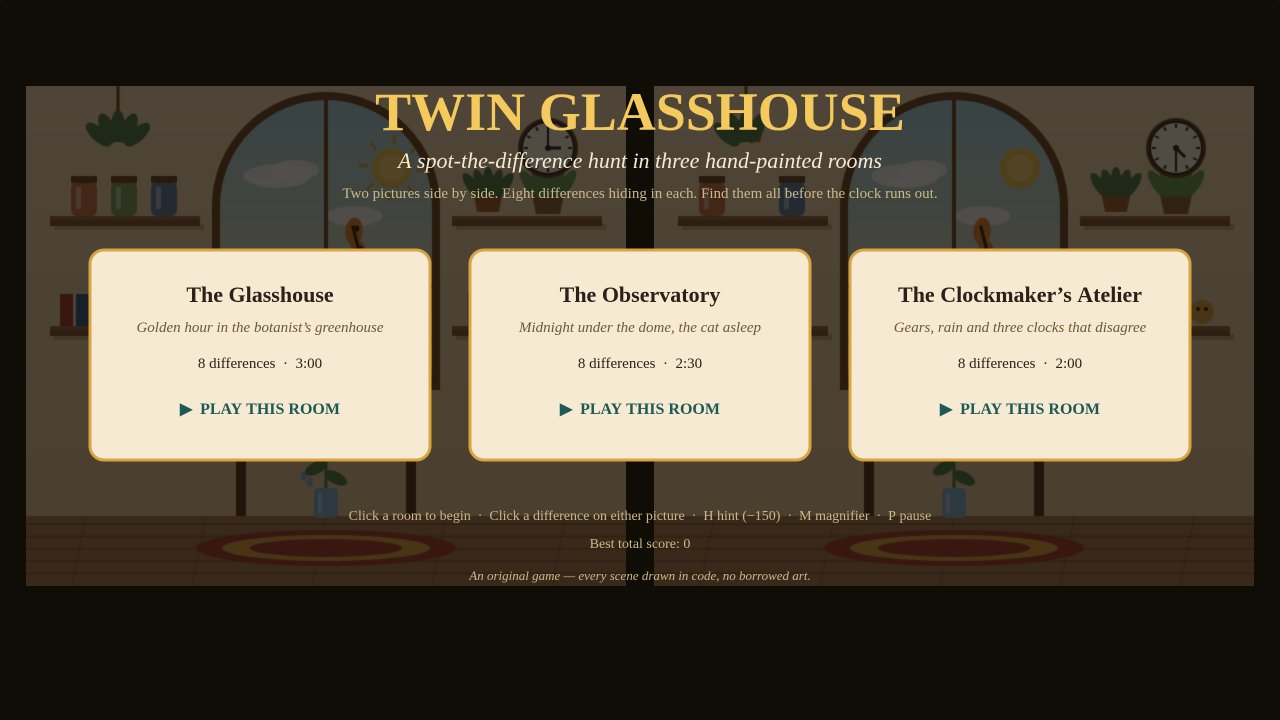 TWIN GLASSHOUSE
A spot-the-difference hunt in three hand-painted rooms
Two pictures side by side. Eight differences hiding in each. Find them all before the clock runs out.
The Glasshouse
Golden hour in the botanist’s greenhouse
8 differences · 3:00
▶ PLAY THIS ROOM
The Observatory
Midnight under the dome, the cat asleep
8 differences · 2:30
▶ PLAY THIS ROOM
The Clockmaker’s Atelier
Gears, rain and three clocks that disagree
8 differences · 2:00
▶ PLAY THIS ROOM
Click a room to begin · Click a difference on either picture · H hint (−150) · M magnifier · P pause
Best total score: 0
An original game — every scene drawn in code, no borrowed art.